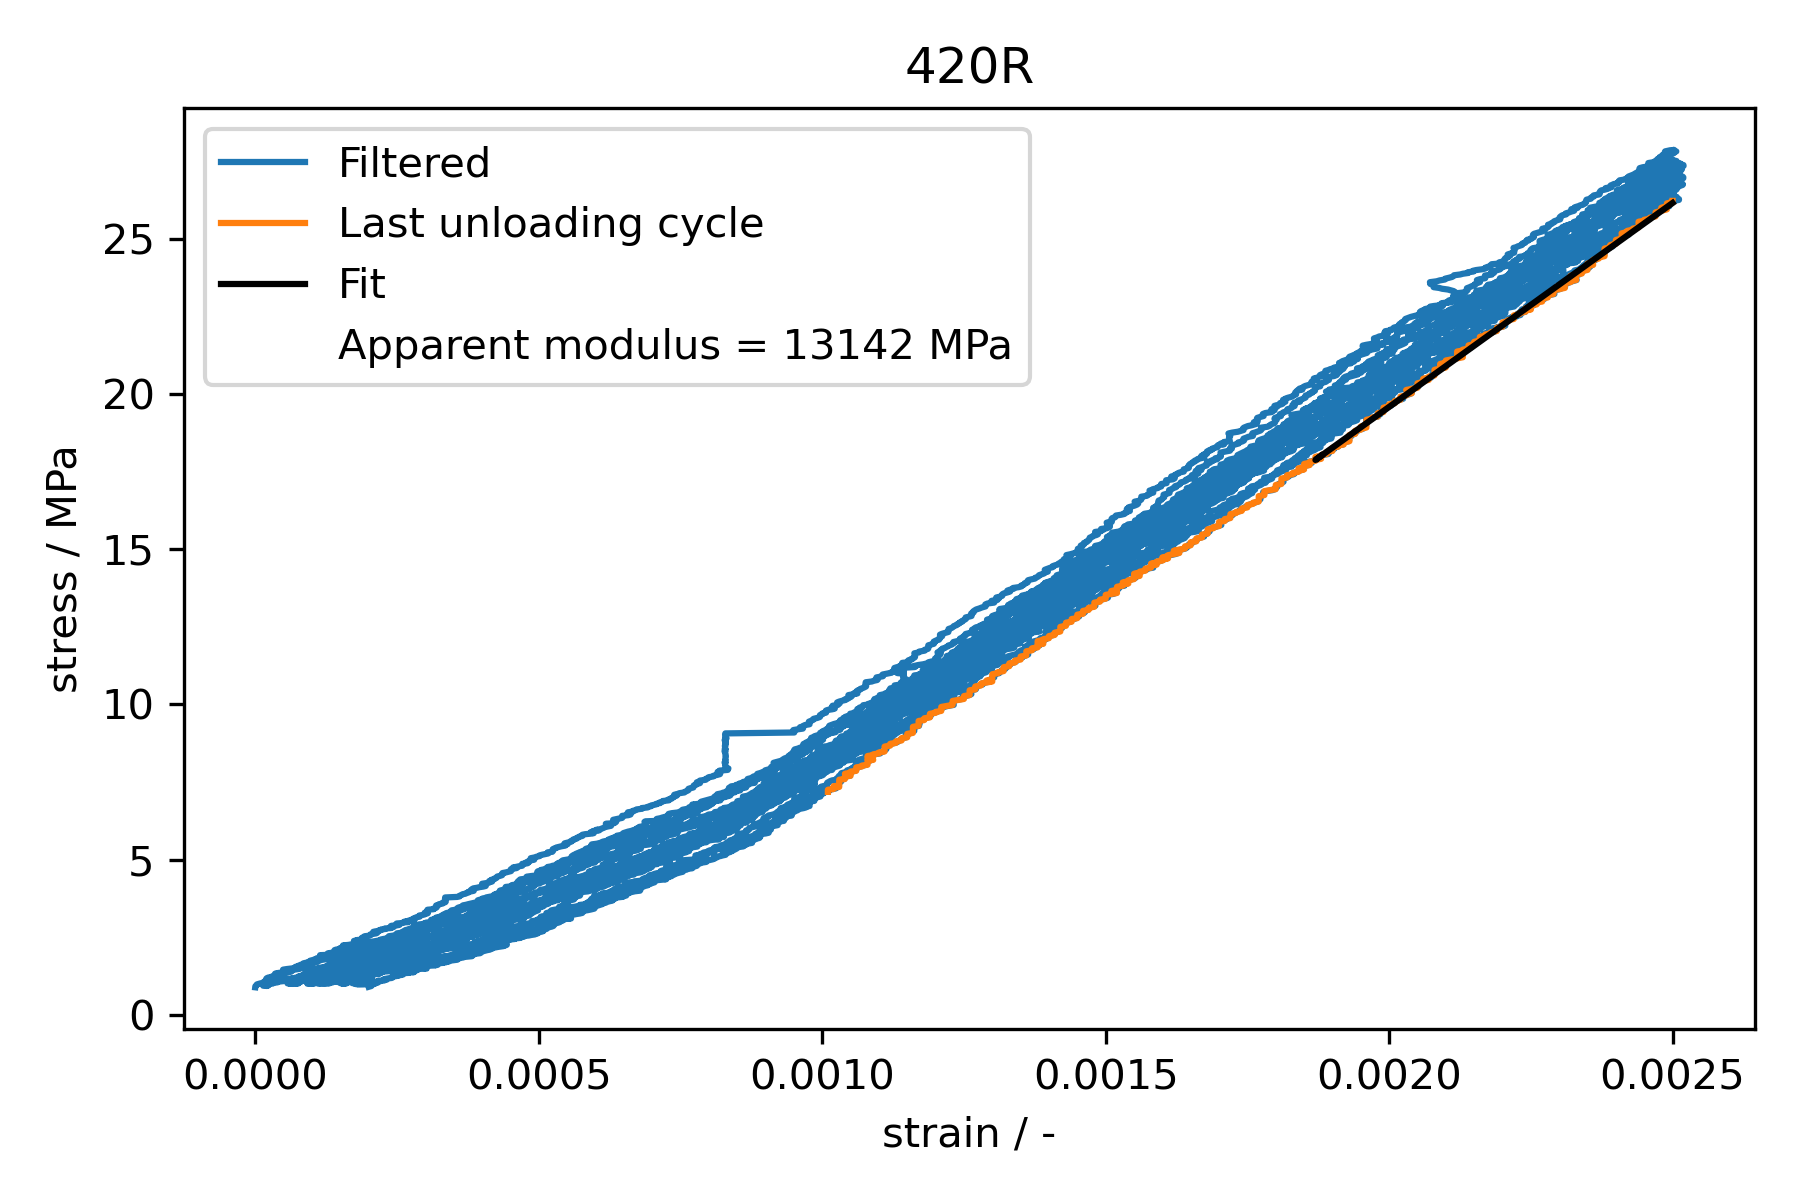 420R
Filtered
Last unloading cycle
Fit
Apparent modulus = 13142 MPa
stress / MPa
25
20
15
10
5
0
0.0000 0.0005 0.0010 0.0015 0.0020 0.0025
strain / -